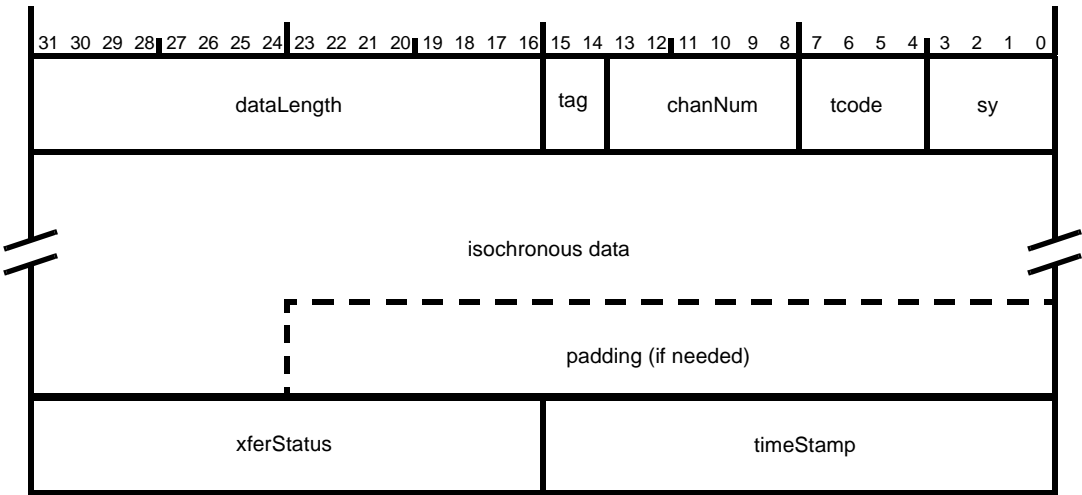 31 30 29 28 27 26 25 24 23 22 21 20 19 18 17 16 15 14 13 12 11 10 9 8 7 6 5 4 3 2 1 0
dataLength tag chanNum tcode sy
isochronous data
padding (if needed)
xferStatus timeStamp